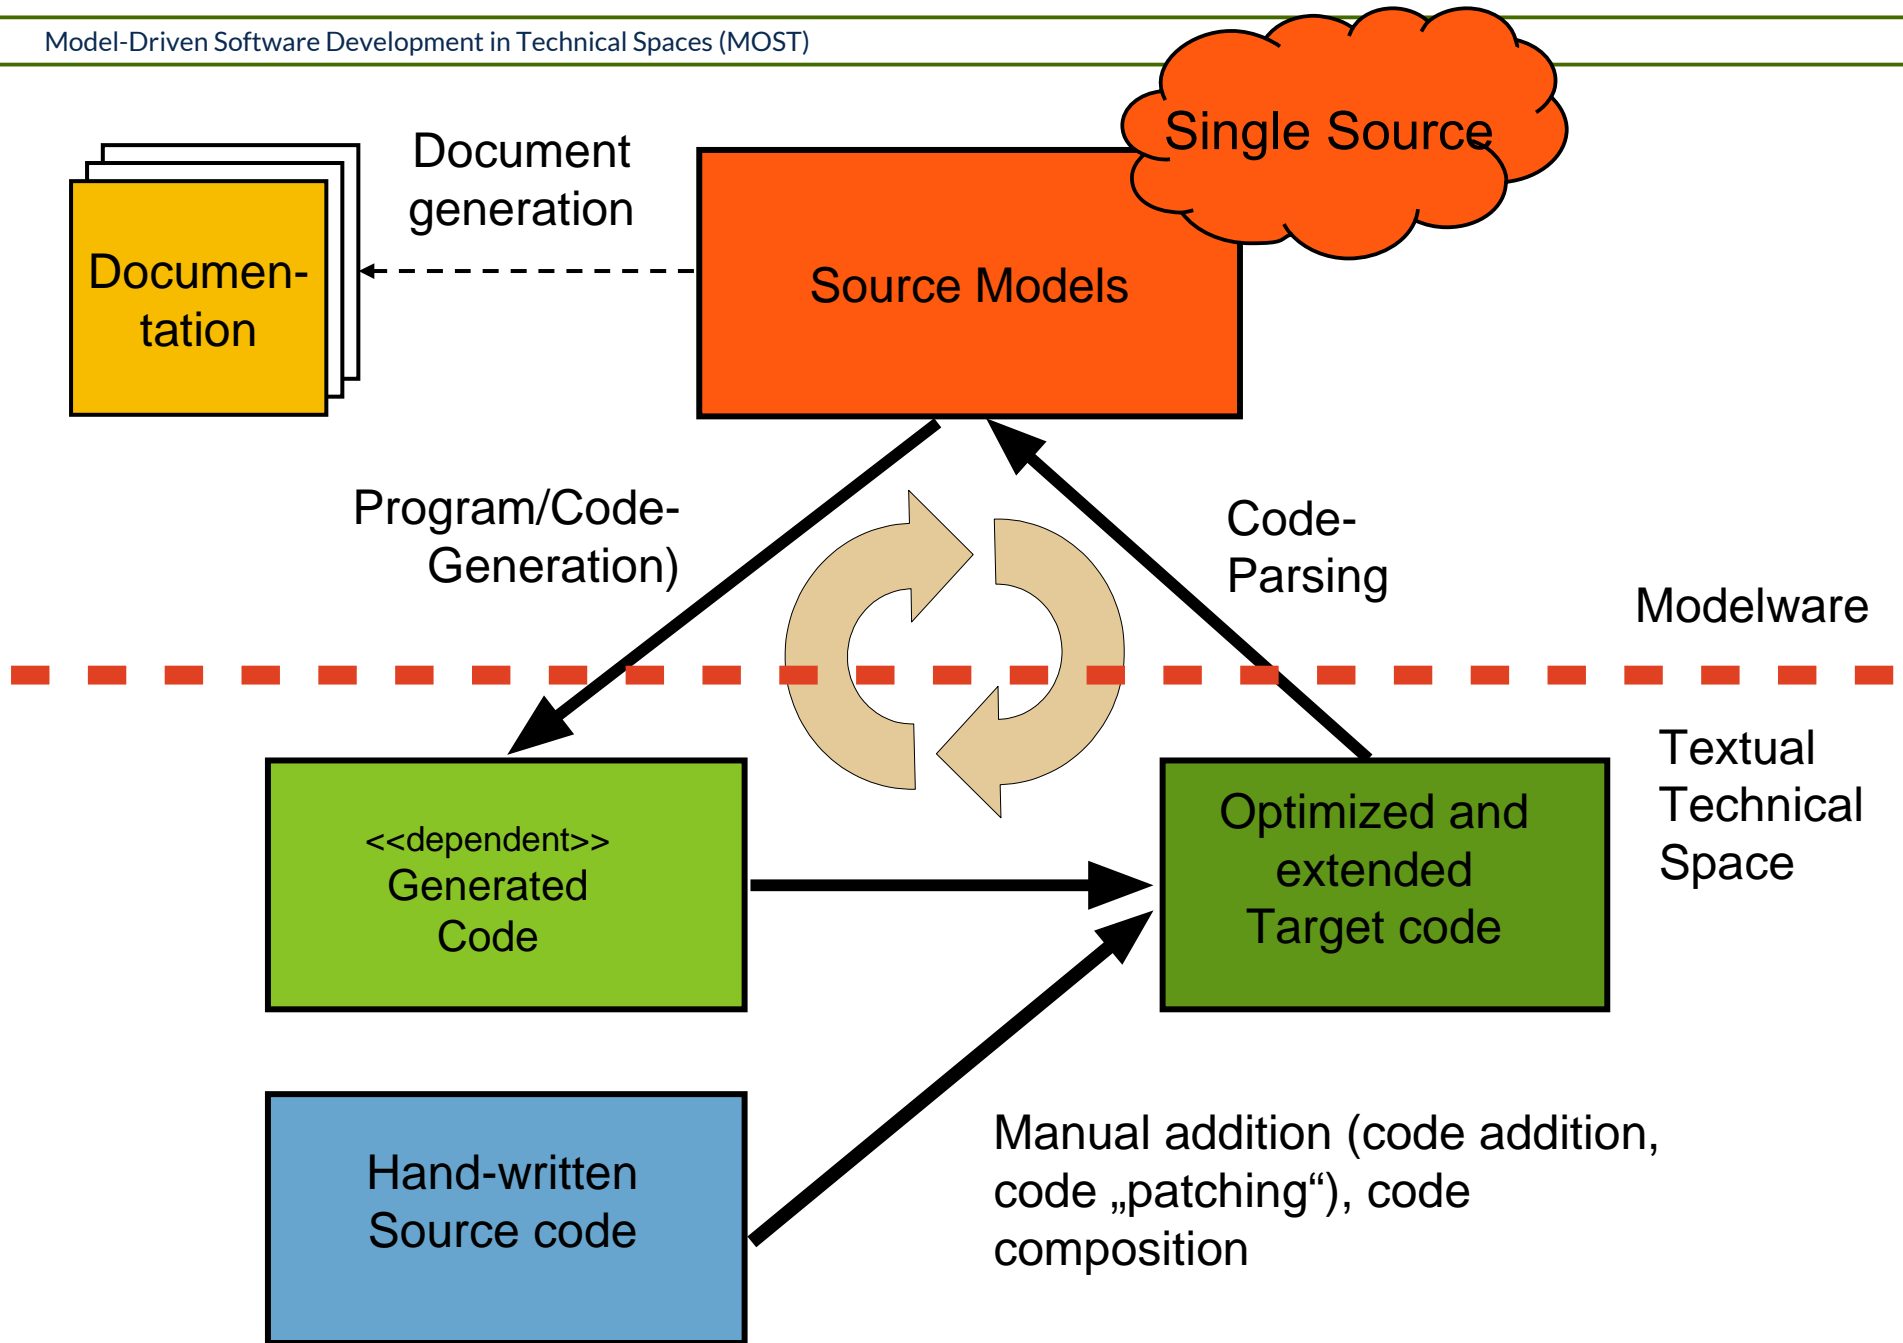 Model-Driven Software Development in Technical Spaces (MOST)
Single Source
Document
generation
Documen-
tation
Source Models
Program/Code-
Generation)
Code-
Parsing
Modelware
Textual
Technical
Space
<<dependent>>
Generated
Code
Optimized and
extended
Target code
Hand-written
Source code
Manual addition (code addition,
code „patching“), code
composition